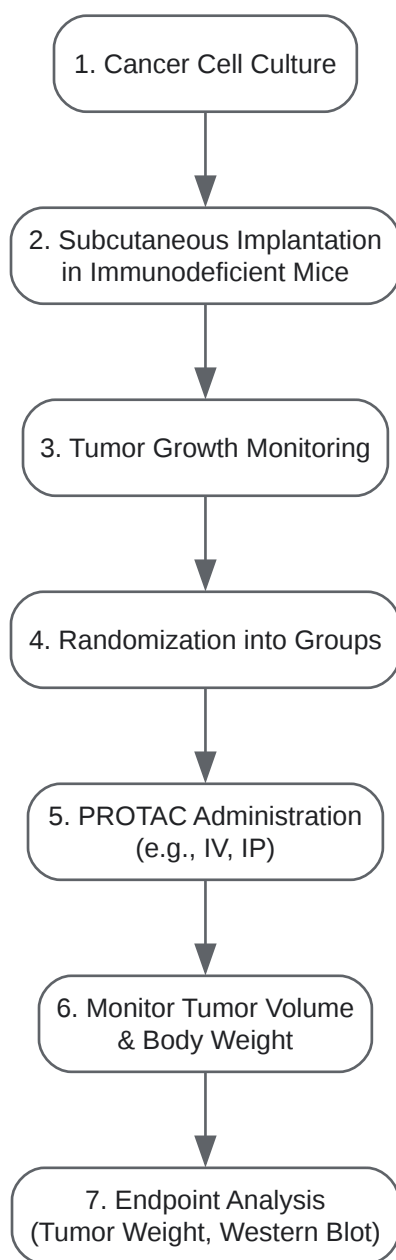 1. Cancer Cell Culture
2. Subcutaneous Implantation
in Immunodeficient Mice
3. Tumor Growth Monitoring
4. Randomization into Groups
5. PROTAC Administration
(e.g., IV, IP)
6. Monitor Tumor Volume
& Body Weight
7. Endpoint Analysis
(Tumor Weight, Western Blot)